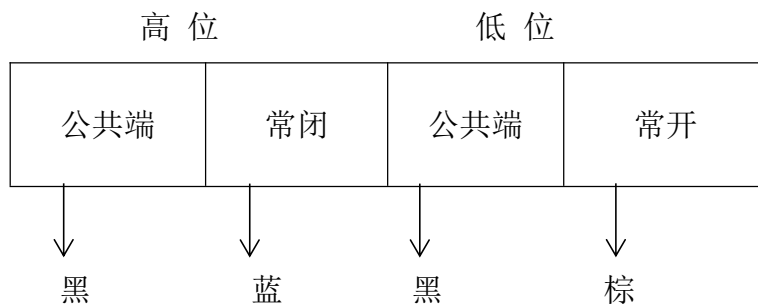 高 位 低 位
公共端 常闭 公共端 常开
黑 蓝 黑 棕